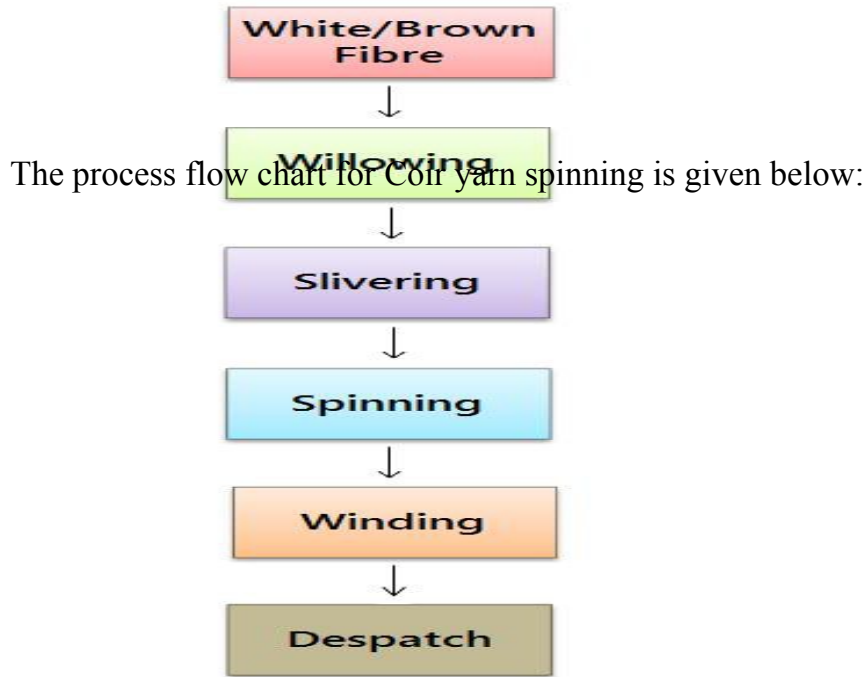 White/Brown
Fibre
Willowing
The process flow chart for Coir yarn spinning is given below:
Slivering
Spinning
Winding
Despatch